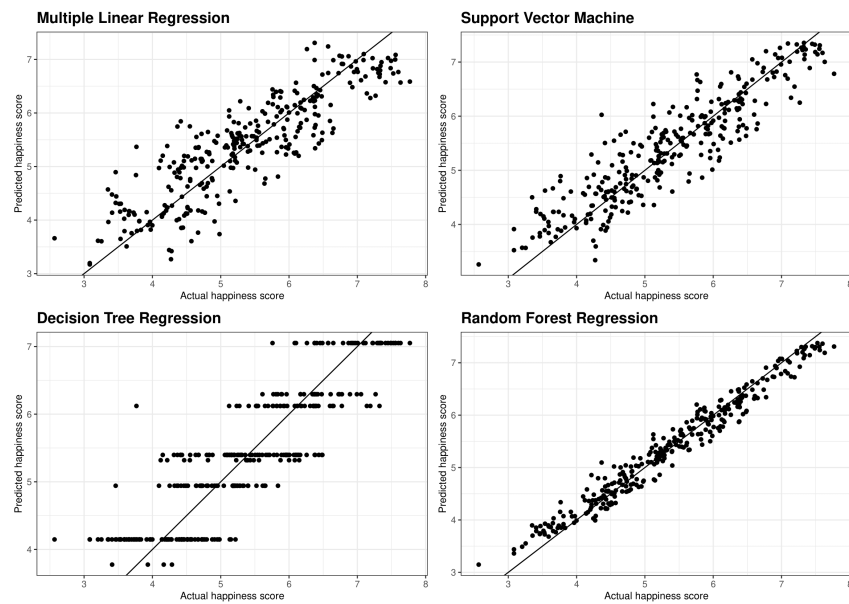 Multiple Linear Regression
Predicted happiness score
7
6
5
4
3
3 4 5 6 7 8
Actual happiness score
Support Vector Machine
Predicted happiness score
7
6
5
4
3 4 5 6 7 8
Actual happiness score
Decision Tree Regression
Predicted happiness score
7
6
5
4
3 4 5 6 7 8
Actual happiness score
Random Forest Regression
Predicted happiness score
7
6
5
4
3
3 4 5 6 7 8
Actual happiness score